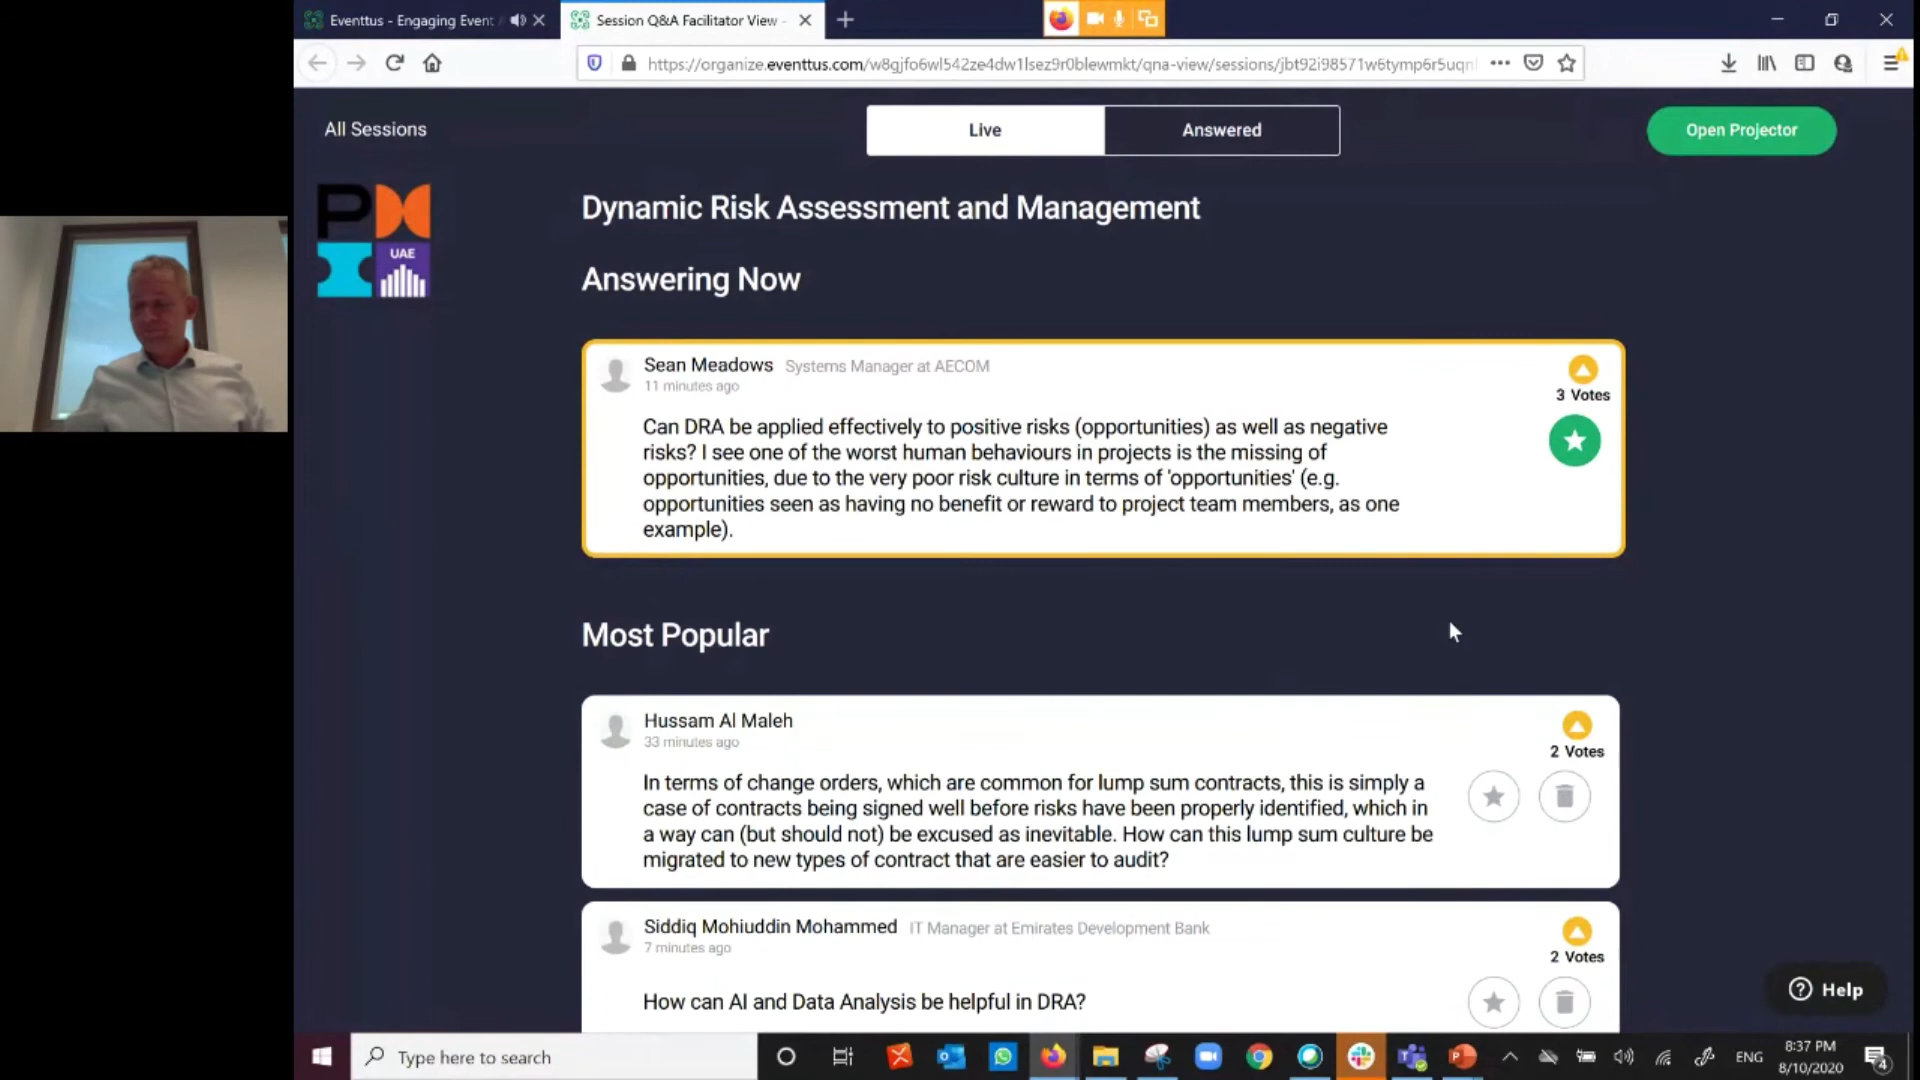 Eventtus - Engaging Event
Session Q&A Facilitator View -
https://organize.eventtus.com/w8gjfo6wl542ze4dw1lsez9r0blewmkt/qna-view/sessions/jbt92i98571w6tymp6r5uqn
All Sessions
Live
Answered
Open Projector
UAE
Dynamic Risk Assessment and Management
Answering Now
Sean Meadows Systems Manager at AECOM
11 minutes ago
3 Votes
Can DRA be applied effectively to positive risks (opportunities) as well as negative
risks? I see one of the worst human behaviours in projects is the missing of
opportunities, due to the very poor risk culture in terms of 'opportunities' (e.g.
opportunities seen as having no benefit or reward to project team members, as one
example).
Most Popular
Hussam Al Maleh
33 minutes ago
2 Votes
In terms of change orders, which are common for lump sum contracts, this is simply a
case of contracts being signed well before risks have been properly identified, which in
a way can (but should not) be excused as inevitable. How can this lump sum culture be
migrated to new types of contract that are easier to audit?
Siddiq Mohiuddin Mohammed IT Manager at Emirates Development Bank
7 minutes ago
2 Votes
How can AI and Data Analysis be helpful in DRA?
Help
Type here to search
ENG
8:37 PM
8/10/2020
4